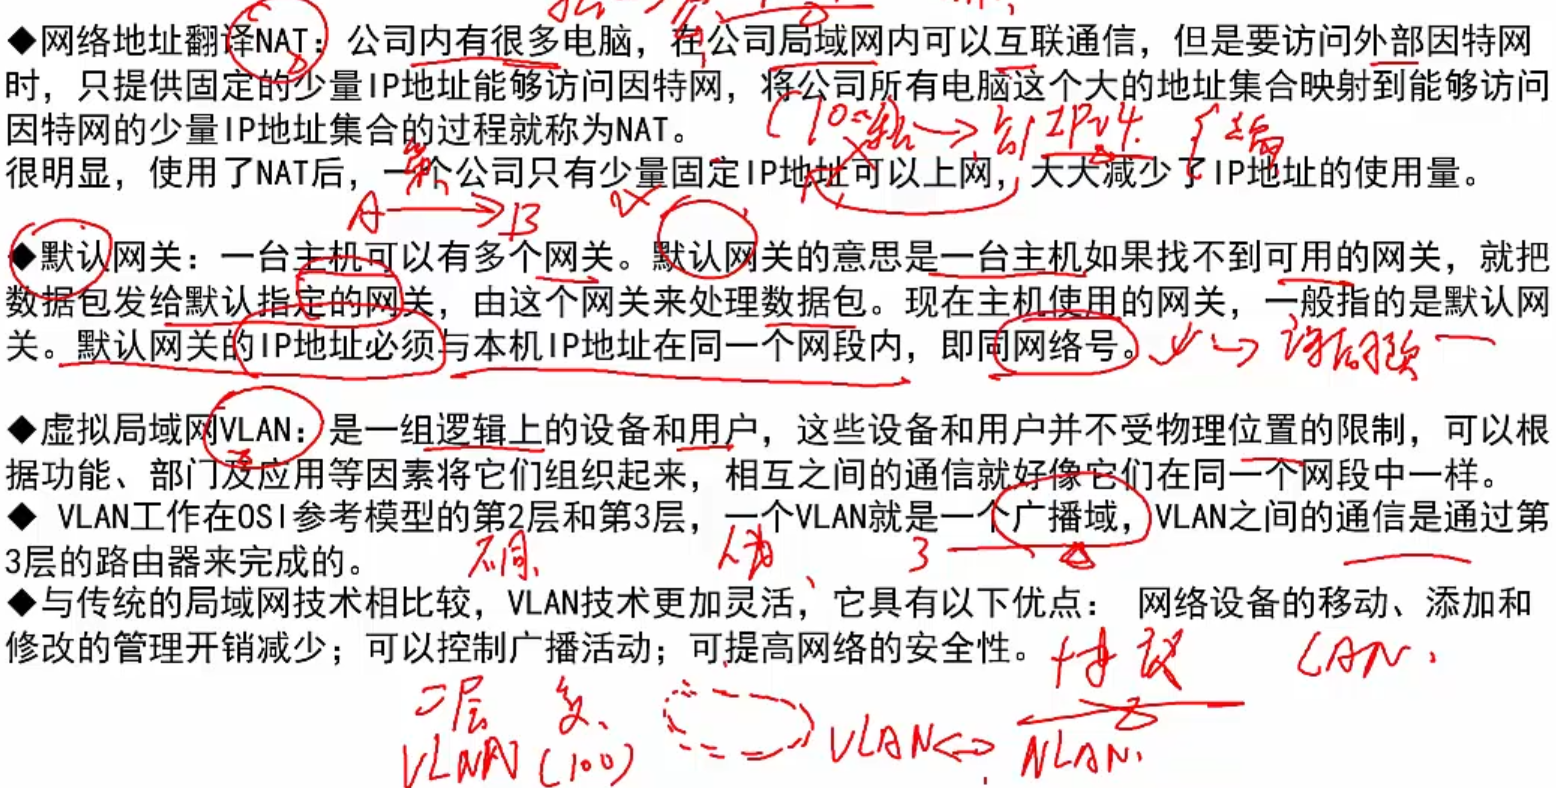 ◆网络地址翻译NAT：公司内有很多电脑，在公司局域网内可以互联通信，但是要访问外部因特网
时，只提供固定的少量IP地址能够访问因特网，将公司所有电脑这个大的地址集合映射到能够访问
因特网的少量IP地址集合的过程就称为NAT。
IPv4
很明显，使用了NAT后，一个公司只有少量固定IP地址可以上网，大大减少了IP地址的使用量。
A B
◆默认网关：一台主机可以有多个网关。默认网关的意思是一台主机如果找不到可用的网关，就把
数据包发给默认指定的网关，由这个网关来处理数据包。现在主机使用的网关，一般指的是默认网
关。默认网关的IP地址必须与本机IP地址在同一个网段内，即同网络号。
◆虚拟局域网VLAN：是一组逻辑上的设备和用户，这些设备和用户并不受物理位置的限制，可以根
据功能、部门及应用等因素将它们组织起来，相互之间的通信就好像它们在同一个网段中一样。
◆ VLAN工作在OSI参考模型的第2层和第3层，一个VLAN就是一个广播域，VLAN之间的通信是通过第
3层的路由器来完成的。
不同 3
◆与传统的局域网技术相比较，VLAN技术更加灵活，它具有以下优点： 网络设备的移动、添加和
修改的管理开销减少；可以控制广播活动；可提高网络的安全性。
LAN
二层
(100) VLAN